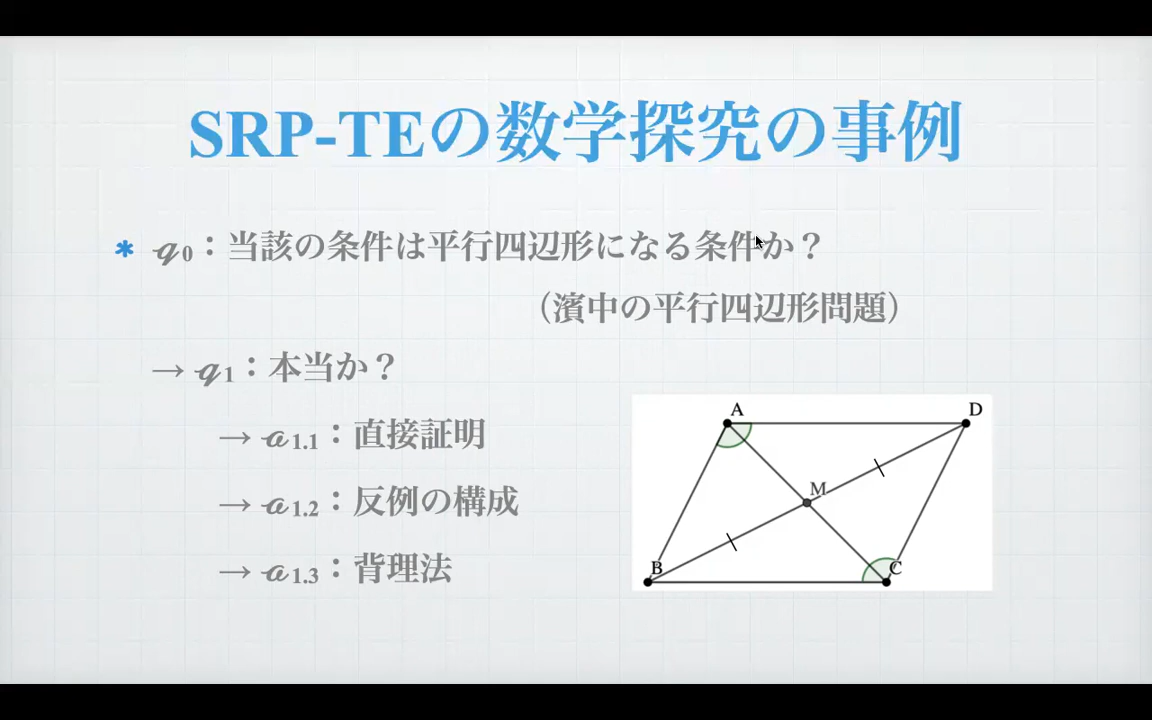 SRP-TEの数学探究の事例
* q0：当該の条件は平行四辺形になる条件か？
（濱中の平行四辺形問題）
→ q1：本当か？
→ a1.1：直接証明
→ a1.2：反例の構成
→ a1.3：背理法
A
D
M
B
C